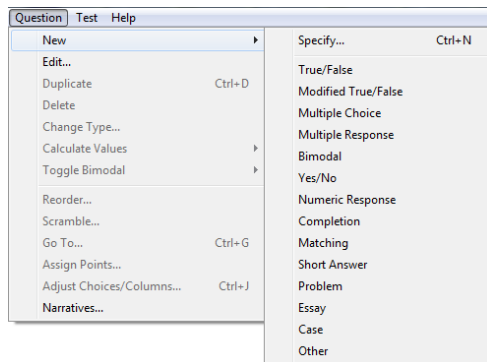 Question Test Help
New
Edit...
Duplicate Ctrl+D
Delete
Change Type...
Calculate Values
Toggle Bimodal
Reorder...
Scramble...
Go To... Ctrl+G
Assign Points...
Adjust Choices/Columns... Ctrl+J
Narratives...
Specify... Ctrl+N
True/False
Modified True/False
Multiple Choice
Multiple Response
Bimodal
Yes/No
Numeric Response
Completion
Matching
Short Answer
Problem
Essay
Case
Other